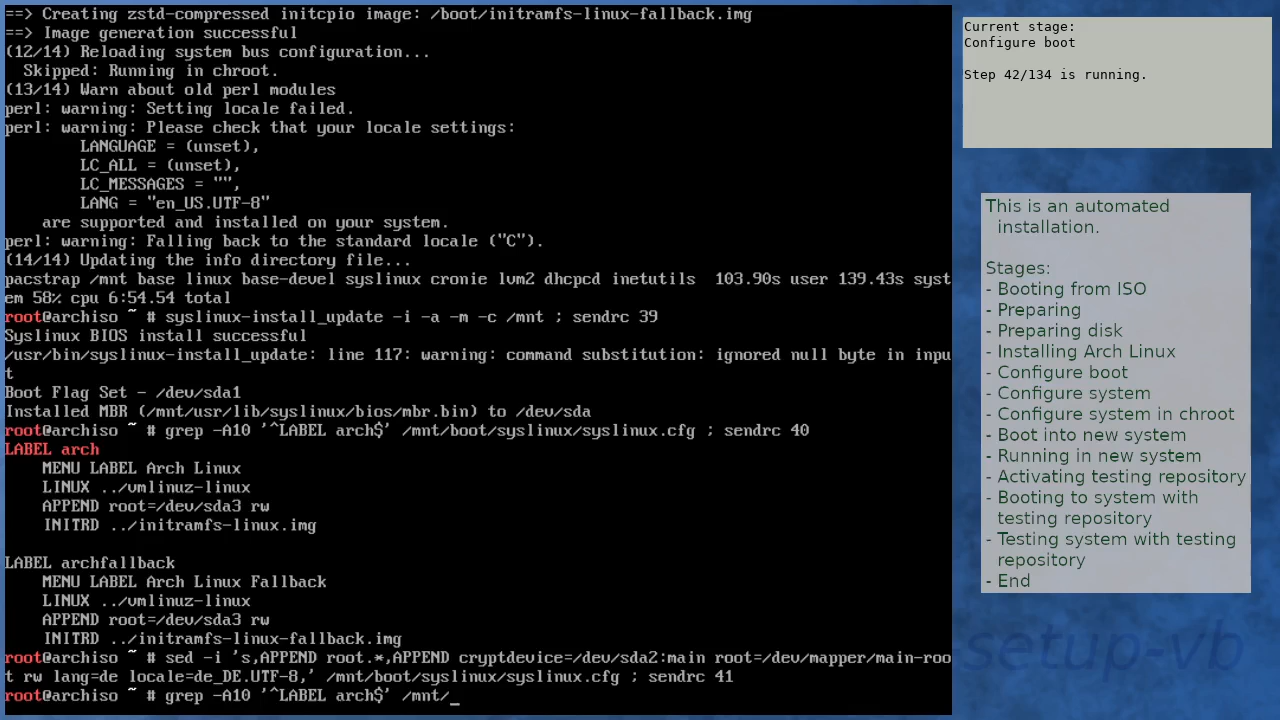 ==> Creating zstd-compressed initcpio image: /boot/initramfs-linux-fallback.img
==> Image generation successful
(12/14) Reloading system bus configuration...
  Skipped: Running in chroot.
(13/14) Warn about old perl modules
perl: warning: Setting locale failed.
perl: warning: Please check that your locale settings:
        LANGUAGE = (unset),
        LC_ALL = (unset),
        LC_MESSAGES = "",
        LANG = "en_US.UTF-8"
    are supported and installed on your system.
perl: warning: Falling back to the standard locale ("C").
(14/14) Updating the info directory file...
pacstrap /mnt base linux base-devel syslinux cronie lvm2 dhcpcd inetutils  103.90s user 139.43s syst
em 58% cpu 6:54.54 total
root@archiso ~ # syslinux-install_update -i -a -m -c /mnt ; sendrc 39
Syslinux BIOS install successful
/usr/bin/syslinux-install_update: line 117: warning: command substitution: ignored null byte in inpu
t
Boot Flag Set - /dev/sda1
Installed MBR (/mnt/usr/lib/syslinux/bios/mbr.bin) to /dev/sda
root@archiso ~ # grep -A10 '^LABEL arch$' /mnt/boot/syslinux/syslinux.cfg ; sendrc 40
LABEL arch
    MENU LABEL Arch Linux
    LINUX ../vmlinuz-linux
    APPEND root=/dev/sda3 rw
    INITRD ../initramfs-linux.img

LABEL archfallback
    MENU LABEL Arch Linux Fallback
    LINUX ../vmlinuz-linux
    APPEND root=/dev/sda3 rw
    INITRD ../initramfs-linux-fallback.img
root@archiso ~ # sed -i 's,APPEND root.*,APPEND cryptdevice=/dev/sda2:main root=/dev/mapper/main-roo
t rw lang=de locale=de_DE.UTF-8,' /mnt/boot/syslinux/syslinux.cfg ; sendrc 41
root@archiso ~ # grep -A10 '^LABEL arch$' /mnt/_
Current stage:
Configure boot

Step 42/134 is running.
This is an automated
installation.

Stages:
- Booting from ISO
- Preparing
- Preparing disk
- Installing Arch Linux
- Configure boot
- Configure system
- Configure system in chroot
- Boot into new system
- Running in new system
- Activating testing repository
- Booting to system with
testing repository
- Testing system with testing
repository
- End
setup-vb